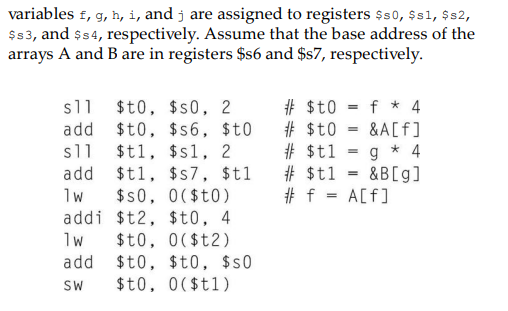 variables f, g, h, i, and j are assigned to registers $s0, $s1, $s2,
$s3, and $s4, respectively. Assume that the base address of the
arrays A and B are in registers $s6 and $s7, respectively.
sll $t0, $s0, 2 # $t0 = f * 4
add $t0, $s6, $t0 # $t0 = &A[f]
sll $t1, $s1, 2 # $t1 = g * 4
add $t1, $s7, $t1 # $t1 = &B[g]
lw $s0, 0($t0) # f = A[f]
addi $t2, $t0, 4
lw $t0, 0($t2)
add $t0, $t0, $s0
sw $t0, 0($t1)